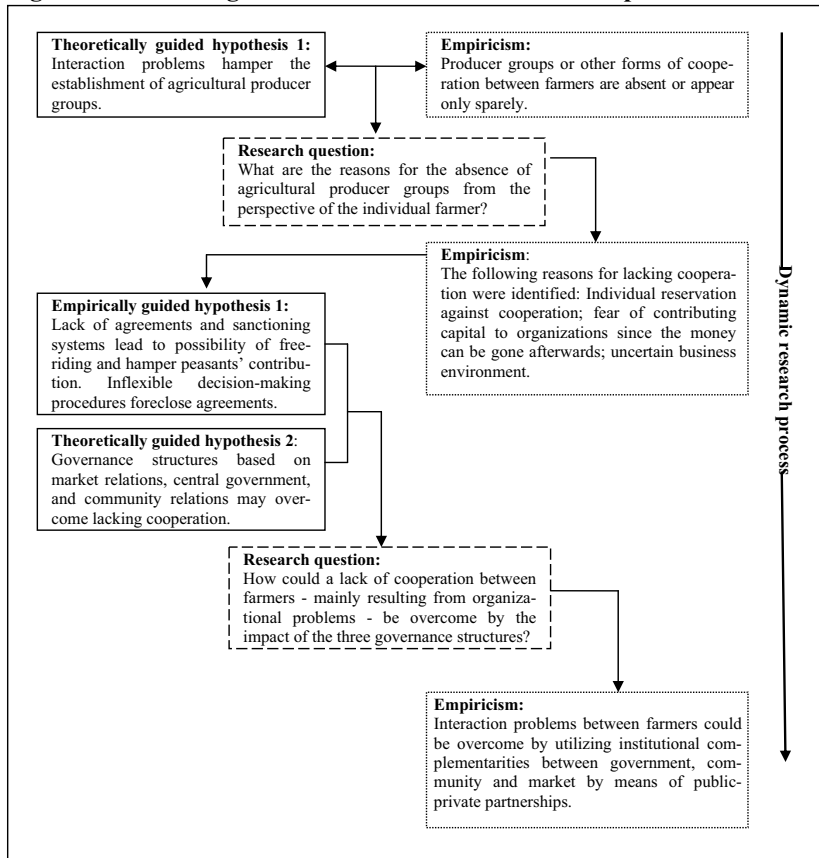 Theoretically guided hypothesis 1:
Interaction problems hamper the
establishment of agricultural producer
groups.
Empiricism:
Producer groups or other forms of coope-
ration between farmers are absent or appear
only sparely.
Research question:
What are the reasons for the absence of
agricultural producer groups from the
perspective of the individual farmer?
Empiricism:
The following reasons for lacking coopera-
tion were identified: Individual reservation
against cooperation; fear of contributing
capital to organizations since the money
can be gone afterwards; uncertain business
environment.
Empirically guided hypothesis 1:
Lack of agreements and sanctioning
systems lead to possibility of free-
riding and hamper peasants’ contribu-
tion. Inflexible decision-making
procedures foreclose agreements.
Theoretically guided hypothesis 2:
Governance structures based on
market relations, central government,
and community relations may over-
come lacking cooperation.
Research question:
How could a lack of cooperation between
farmers - mainly resulting from organiza-
tional problems - be overcome by the
impact of the three governance structures?
Empiricism:
Interaction problems between farmers could
be overcome by utilizing institutional com-
plementarities between government, com-
munity and market by means of public-
private partnerships.
Dynamic research process